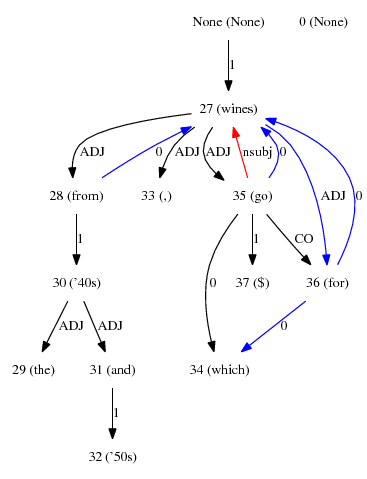 None (None) 0 (None)
1
27 (wines)
ADJ 0 ADJ ADJ nsubj 0 ADJ 0
28 (from) 33 (,) 35 (go)
1 0 1 CO
30 ('40s) 37 ($) 36 (for)
ADJ ADJ 0
29 (the) 31 (and) 34 (which)
1
32 ('50s)